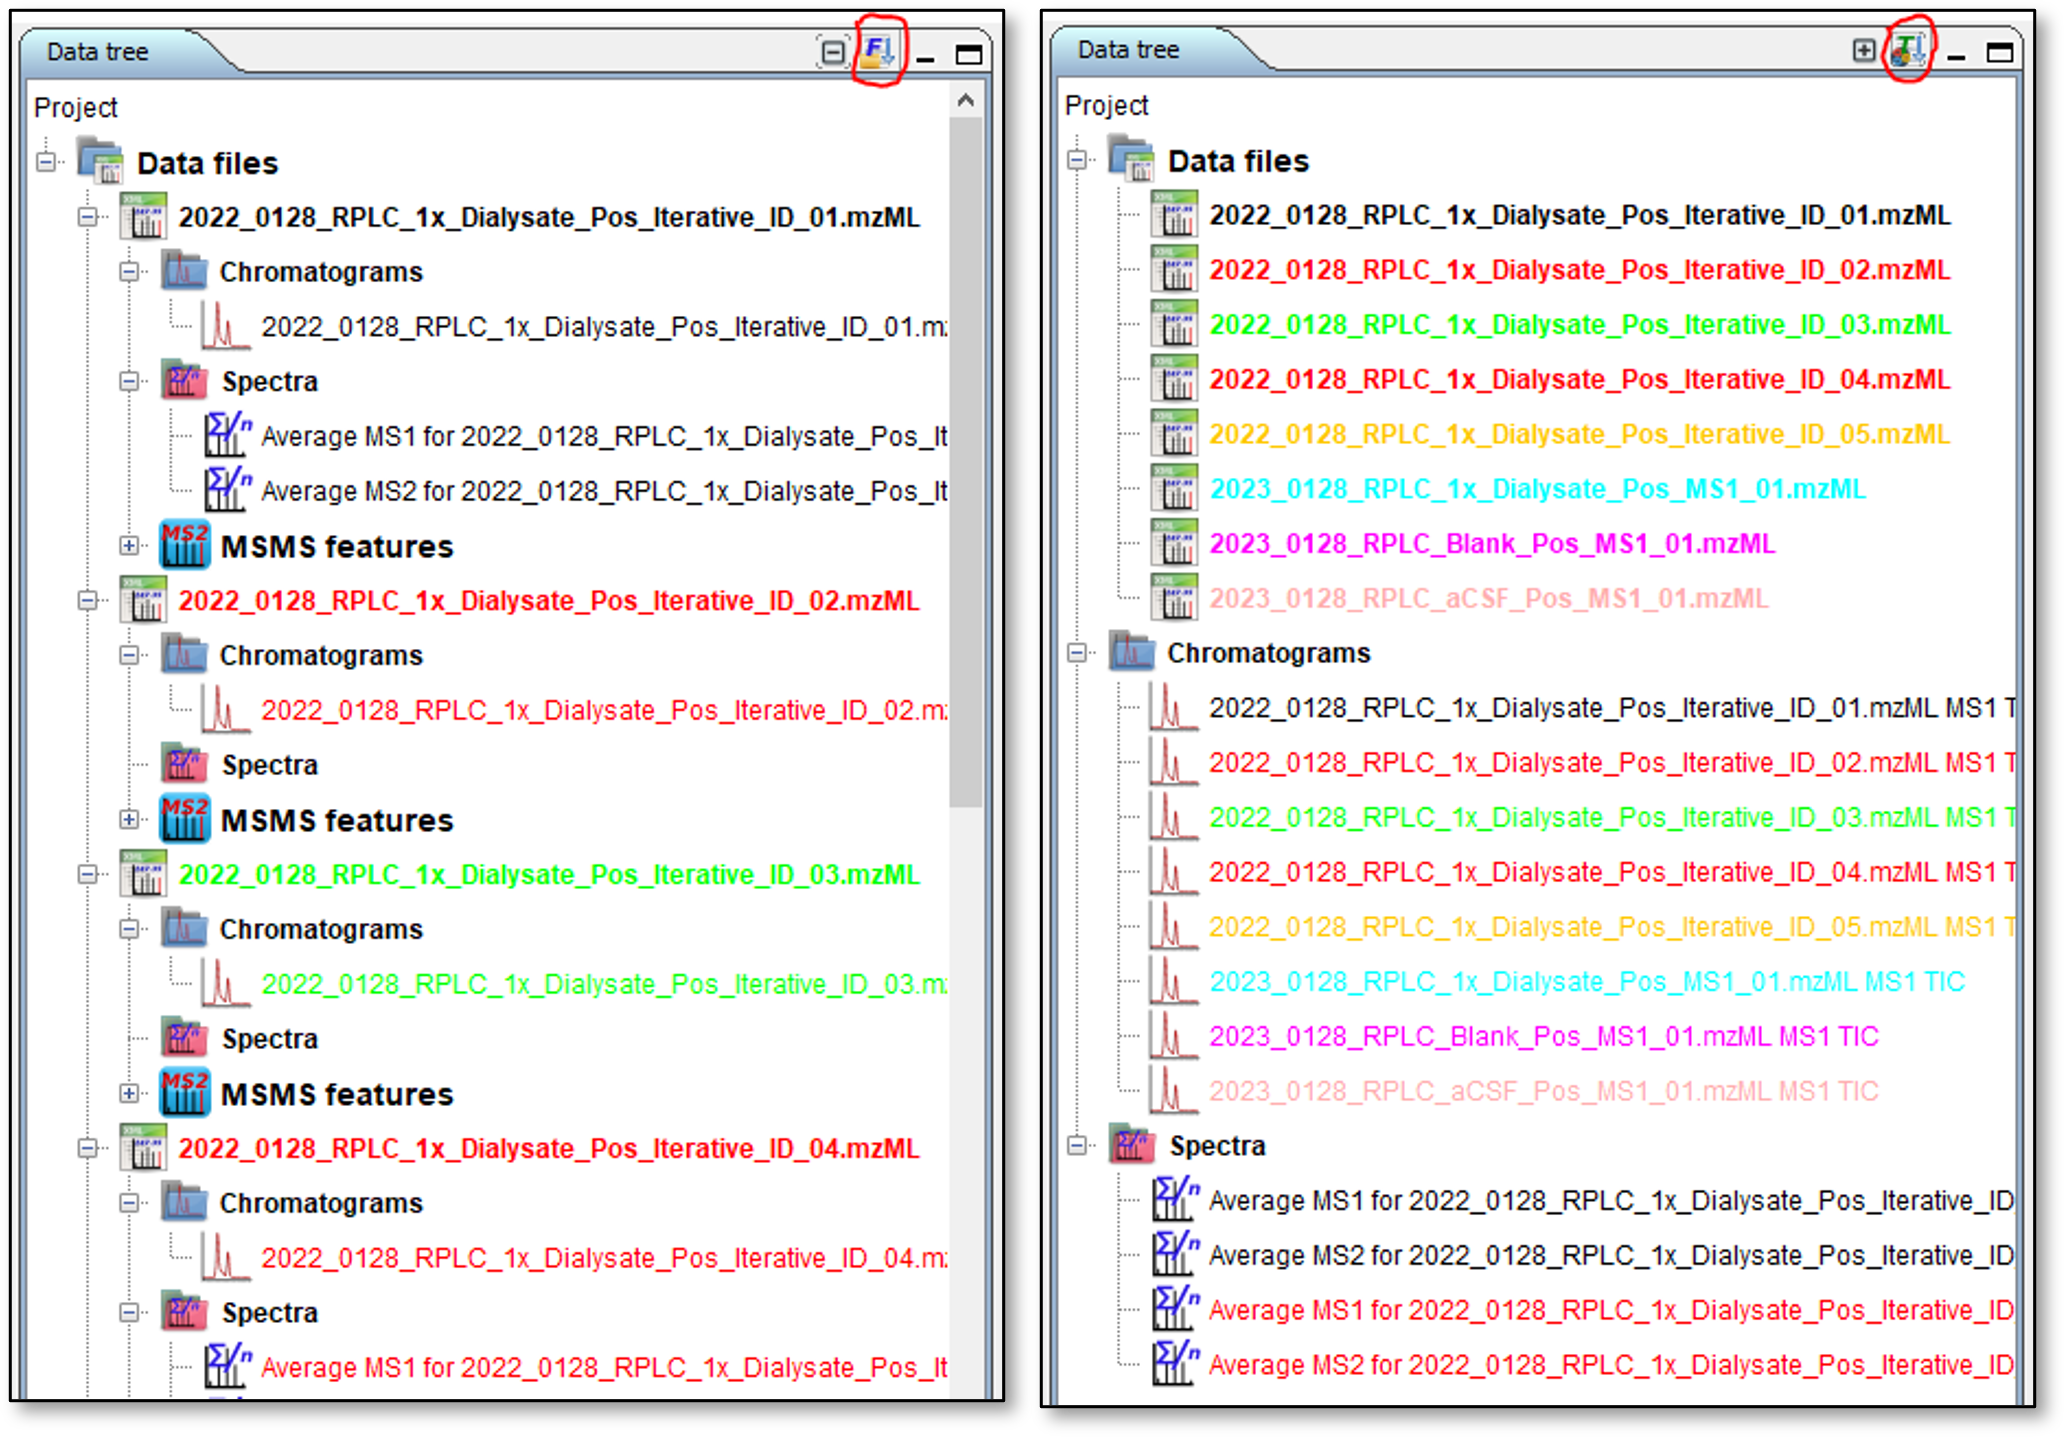 Data tree
F
Project
Data files
2022_0128_RPLC_1x_Dialysate_Pos_Iterative_ID_01.mzML
Chromatograms
2022_0128_RPLC_1x_Dialysate_Pos_Iterative_ID_01.m
Spectra
Σ/n Average MS1 for 2022_0128_RPLC_1x_Dialysate_Pos_It
Σ/n Average MS2 for 2022_0128_RPLC_1x_Dialysate_Pos_It
MS2 MSMS features
2022_0128_RPLC_1x_Dialysate_Pos_Iterative_ID_02.mzML
Chromatograms
2022_0128_RPLC_1x_Dialysate_Pos_Iterative_ID_02.m
Spectra
MS2 MSMS features
2022_0128_RPLC_1x_Dialysate_Pos_Iterative_ID_03.mzML
Chromatograms
2022_0128_RPLC_1x_Dialysate_Pos_Iterative_ID_03.m
Spectra
MS2 MSMS features
2022_0128_RPLC_1x_Dialysate_Pos_Iterative_ID_04.mzML
Chromatograms
2022_0128_RPLC_1x_Dialysate_Pos_Iterative_ID_04.m
Spectra
Σ/n Average MS1 for 2022_0128_RPLC_1x_Dialysate_Pos_It
Data tree
T
Project
Data files
2022_0128_RPLC_1x_Dialysate_Pos_Iterative_ID_01.mzML
2022_0128_RPLC_1x_Dialysate_Pos_Iterative_ID_02.mzML
2022_0128_RPLC_1x_Dialysate_Pos_Iterative_ID_03.mzML
2022_0128_RPLC_1x_Dialysate_Pos_Iterative_ID_04.mzML
2022_0128_RPLC_1x_Dialysate_Pos_Iterative_ID_05.mzML
2023_0128_RPLC_1x_Dialysate_Pos_MS1_01.mzML
2023_0128_RPLC_Blank_Pos_MS1_01.mzML
2023_0128_RPLC_aCSF_Pos_MS1_01.mzML
Chromatograms
2022_0128_RPLC_1x_Dialysate_Pos_Iterative_ID_01.mzML MS1 T
2022_0128_RPLC_1x_Dialysate_Pos_Iterative_ID_02.mzML MS1 T
2022_0128_RPLC_1x_Dialysate_Pos_Iterative_ID_03.mzML MS1 T
2022_0128_RPLC_1x_Dialysate_Pos_Iterative_ID_04.mzML MS1 T
2022_0128_RPLC_1x_Dialysate_Pos_Iterative_ID_05.mzML MS1 T
2023_0128_RPLC_1x_Dialysate_Pos_MS1_01.mzML MS1 TIC
2023_0128_RPLC_Blank_Pos_MS1_01.mzML MS1 TIC
2023_0128_RPLC_aCSF_Pos_MS1_01.mzML MS1 TIC
Spectra
Σ/n Average MS1 for 2022_0128_RPLC_1x_Dialysate_Pos_Iterative_ID
Σ/n Average MS2 for 2022_0128_RPLC_1x_Dialysate_Pos_Iterative_ID
Σ/n Average MS1 for 2022_0128_RPLC_1x_Dialysate_Pos_Iterative_ID
Σ/n Average MS2 for 2022_0128_RPLC_1x_Dialysate_Pos_Iterative_ID